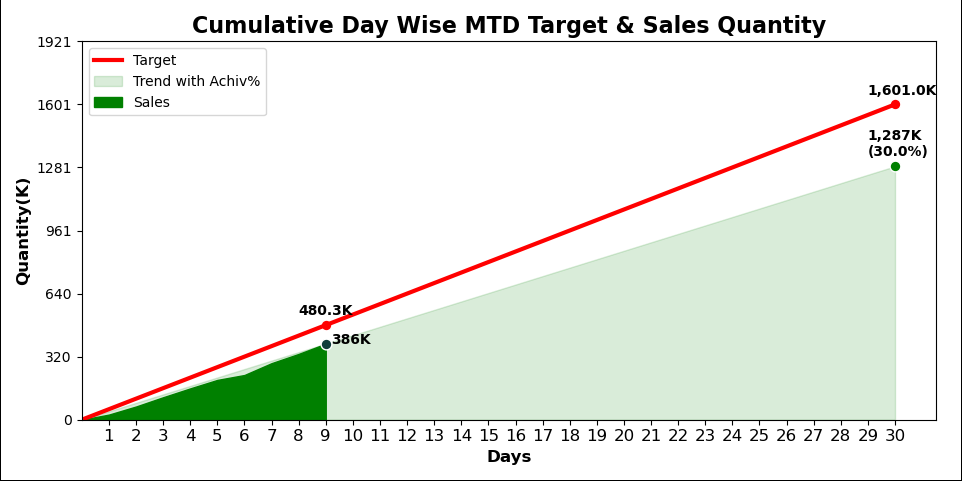 Cumulative Day Wise MTD Target & Sales Quantity
1921
1601
1281
961
640
320
0
Quantity(K)
Target
Trend with Achiv%
Sales
1,601.0K
1,287K
(30.0%)
480.3K
386K
1 2 3 4 5 6 7 8 9 10 11 12 13 14 15 16 17 18 19 20 21 22 23 24 25 26 27 28 29 30
Days